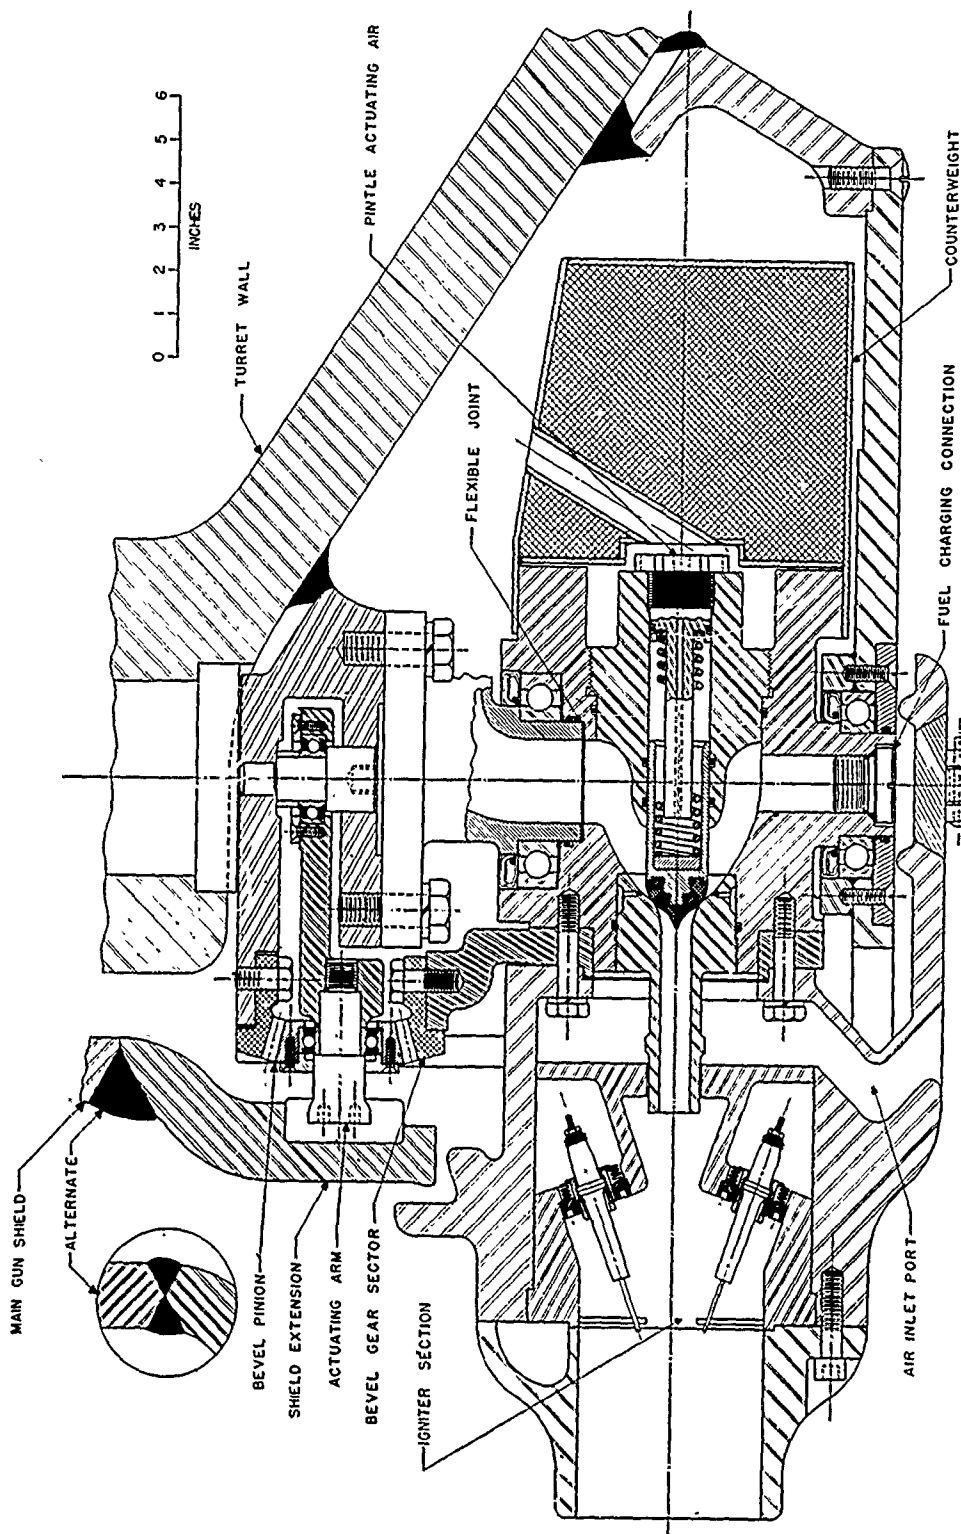 MAIN GUN SHIELD
ALTERNATE
BEVEL PINION
SHIELD EXTENSION
ACTUATING ARM
BEVEL GEAR SECTOR
IGNITER SECTION
AIR INLET PORT
0 1 2 3 4 5 6
INCHES
TURRET WALL
PINTLE ACTUATING AIR
FLEXIBLE JOINT
COUNTERWEIGHT
FUEL CHARGING CONNECTION